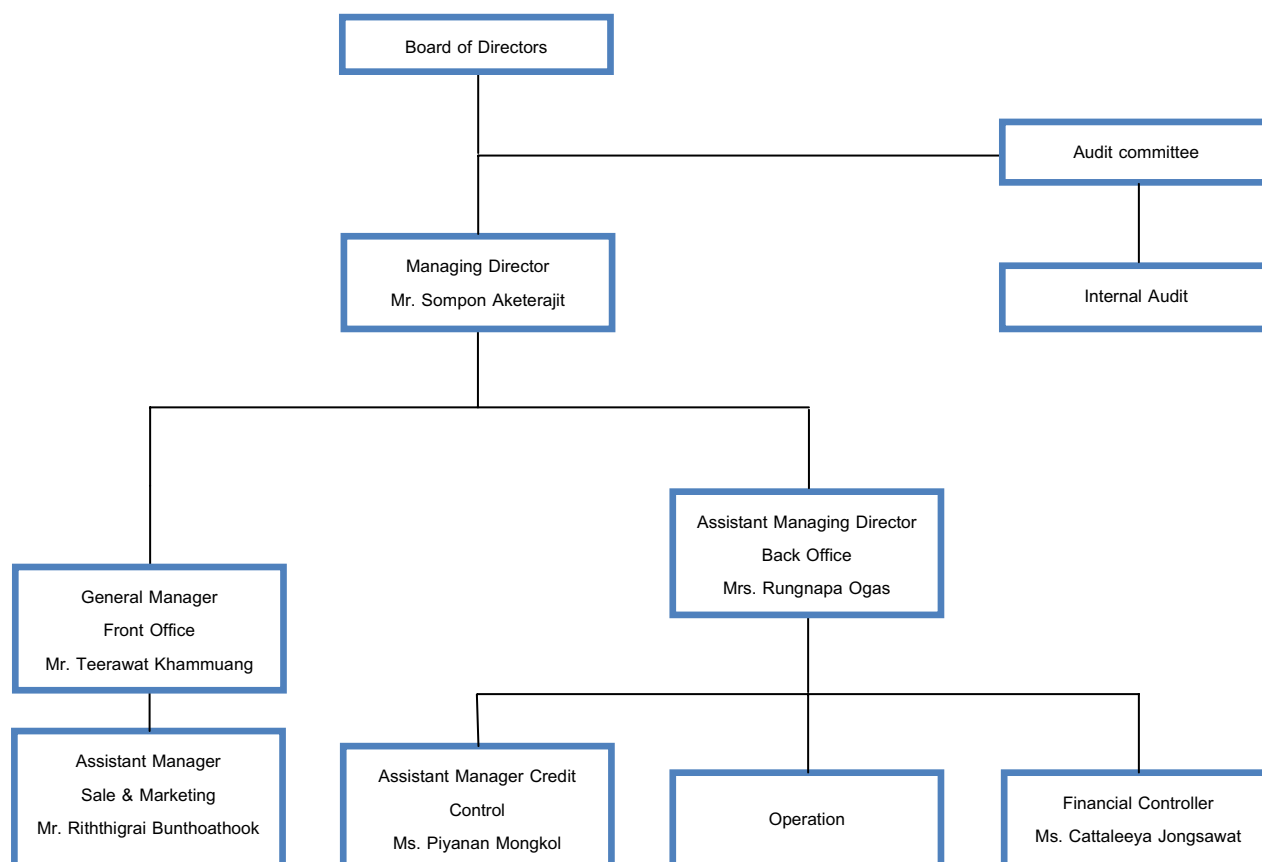 Board of Directors
Audit committee
Managing Director
Mr. Sompon Aketerajit
Internal Audit
Assistant Managing Director
Back Office
Mrs. Rungnapa Ogas
General Manager
Front Office
Mr. Teerawat Khammuang
Assistant Manager
Sale & Marketing
Mr. Riththigrai Bunthoathook
Assistant Manager Credit
Control
Ms. Piyanan Mongkol
Operation
Financial Controller
Ms. Cattaleeya Jongsawat